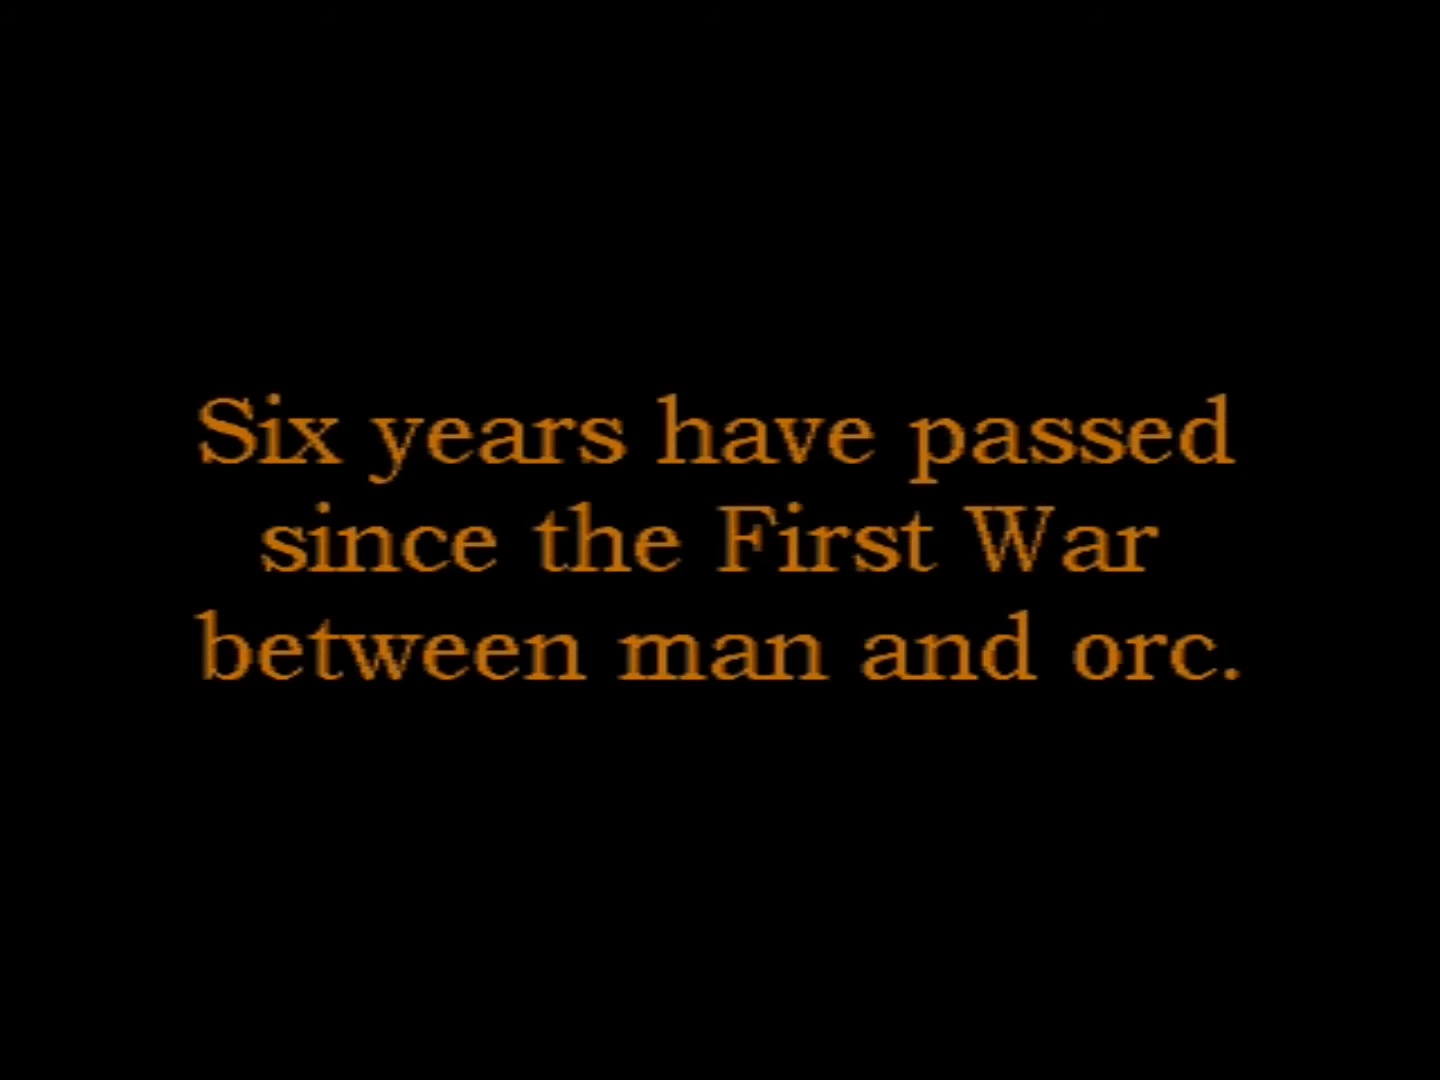 Six years have passed
since the First War
between man and orc.